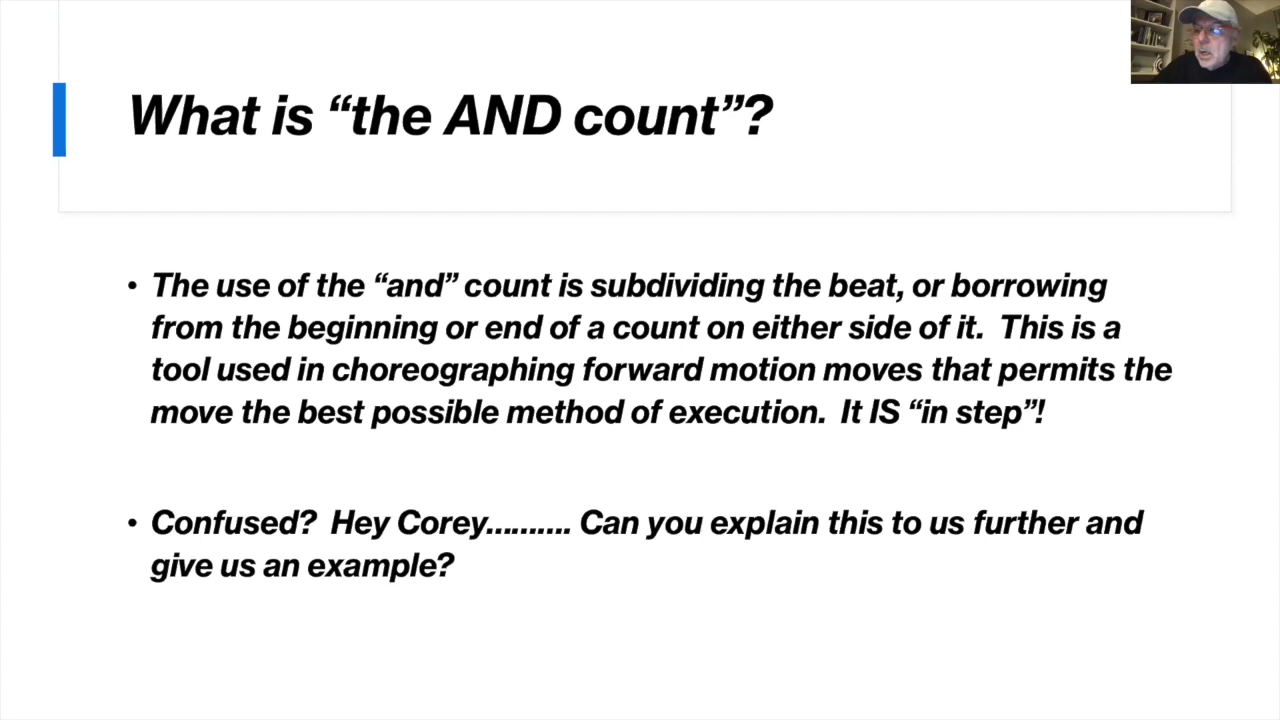 What is “the AND count”?
• The use of the “and” count is subdividing the beat, or borrowing
from the beginning or end of a count on either side of it.  This is a
tool used in choreographing forward motion moves that permits the
move the best possible method of execution.  It IS “in step”!
• Confused?  Hey Corey.......... Can you explain this to us further and
give us an example?